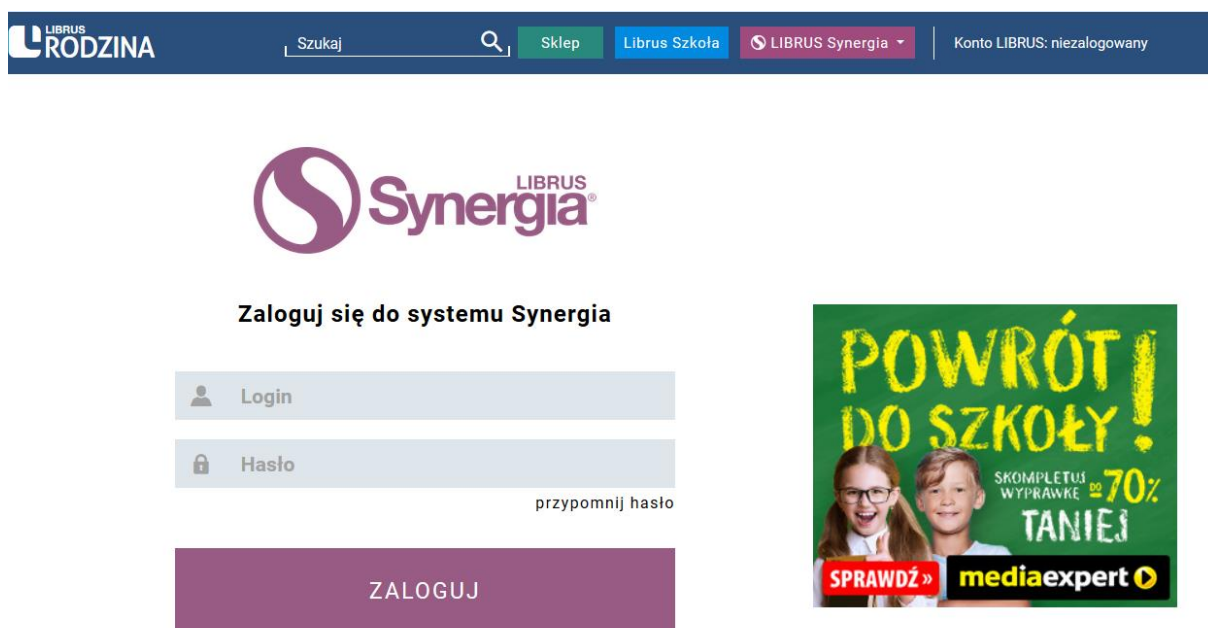 LIBRUS
RODZINA
Szukaj
Sklep
Librus Szkoła
LIBRUS Synergia
Konto LIBRUS: niezalogowany
LIBRUS
Synergia®
Zaloguj się do systemu Synergia
Login
Hasło
przypomnij hasło
ZALOGUJ
POWRÓT
DO SZKOŁY!
SKOMPLETUJ
WYPRAWKĘ DO 70%
TANIEJ
SPRAWDŹ »
mediaexpert